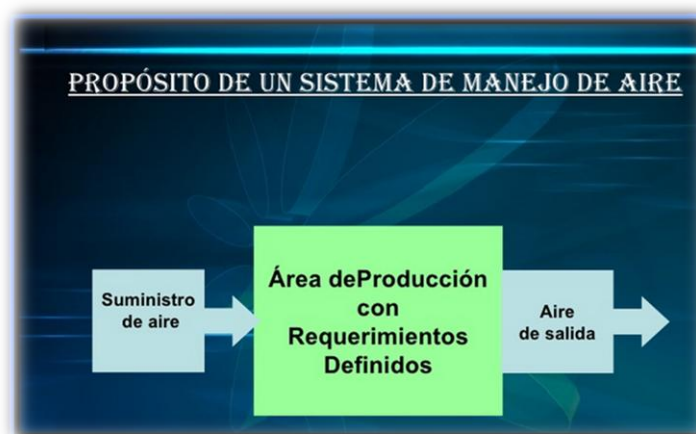 PROPÓSITO DE UN SISTEMA DE MANEJO DE AIRE
Suministro
de aire
Área deProducción
con
Requerimientos
Definidos
Aire
de salida